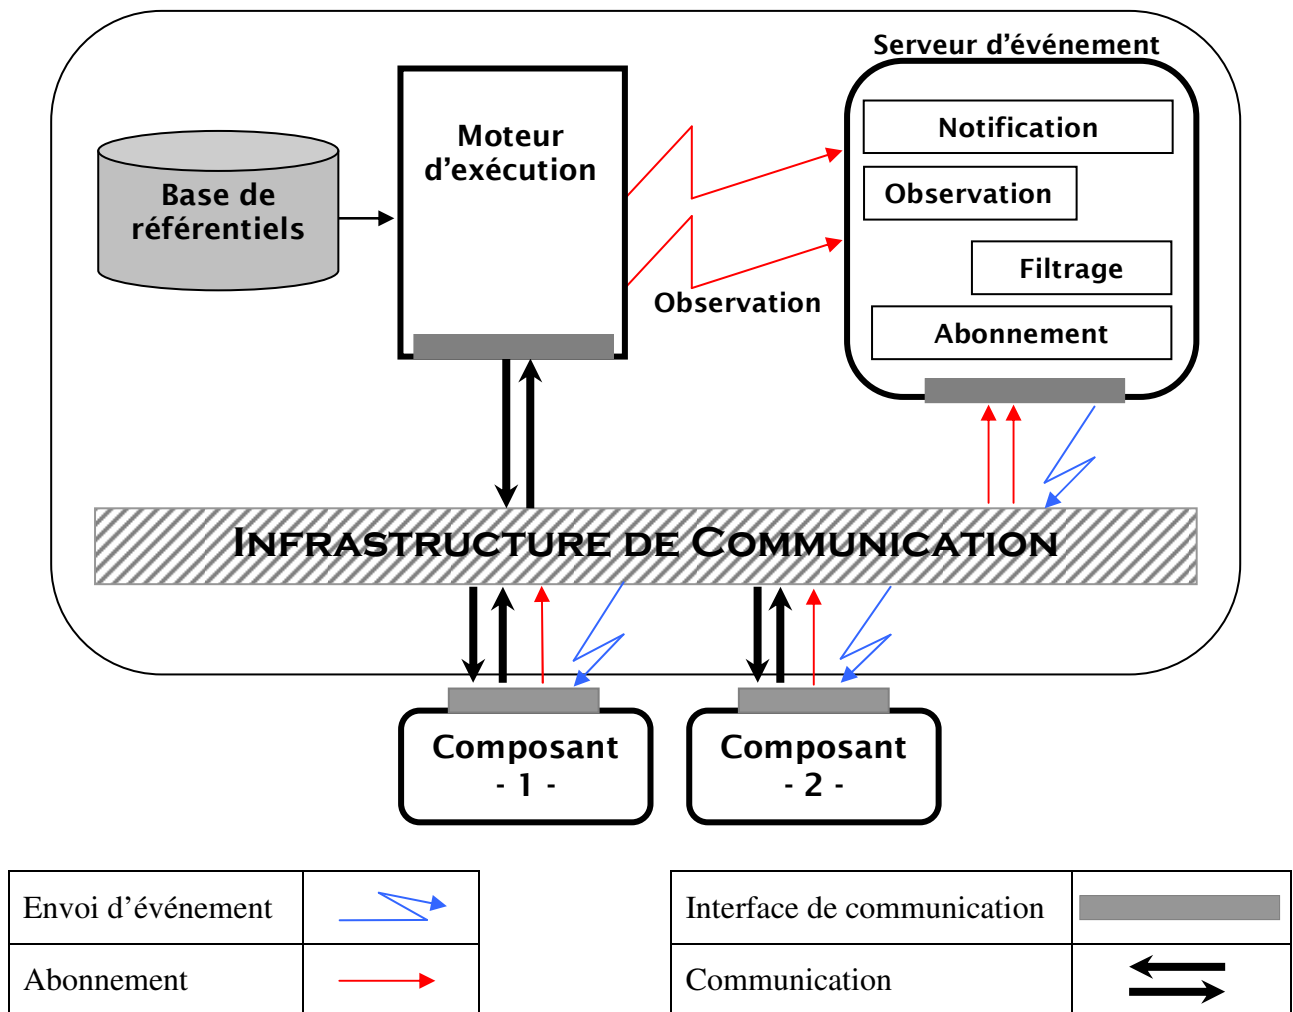 Serveur d'événement
Moteur
d'exécution
Notification
Base de
référentiels
Observation
Filtrage
Observation
Abonnement
INFRASTRUCTURE DE COMMUNICATION
Composant
- 1 -
Composant
- 2 -
Envoi d'événement
Interface de communication
Abonnement
Communication